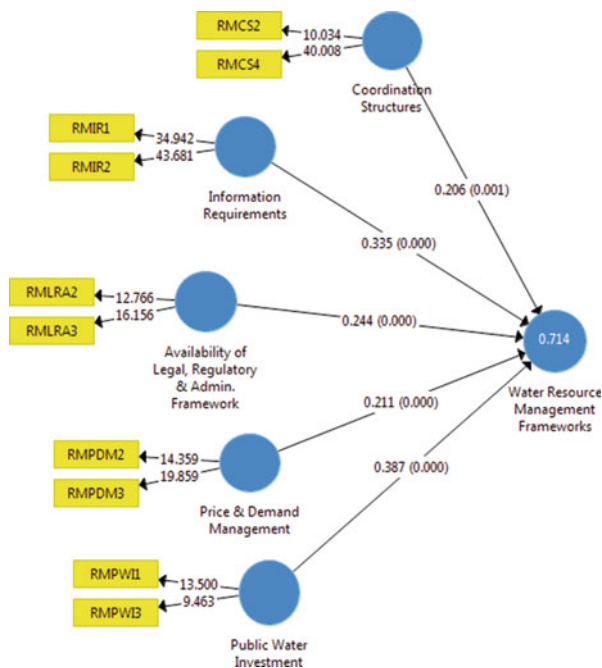 RMCS2
10.034
40.008
RMCS4
Coordination
Structures
RMIR1
34.942
43.681
RMIR2
Information
Requirements
0.206 (0.001)
0.335 (0.000)
RMLRA2
12.766
16.156
RMLRA3
0.244 (0.000)
0.714
Availability of
Legal, Regulatory
& Admin.
Framework
Water Resource
Management
Frameworks
0.211 (0.000)
RMPDM2
14.359
19.859
RMPDM3
0.387 (0.000)
Price & Demand
Management
RMPWI1
13.500
9.463
RMPWI3
Public Water
Investment